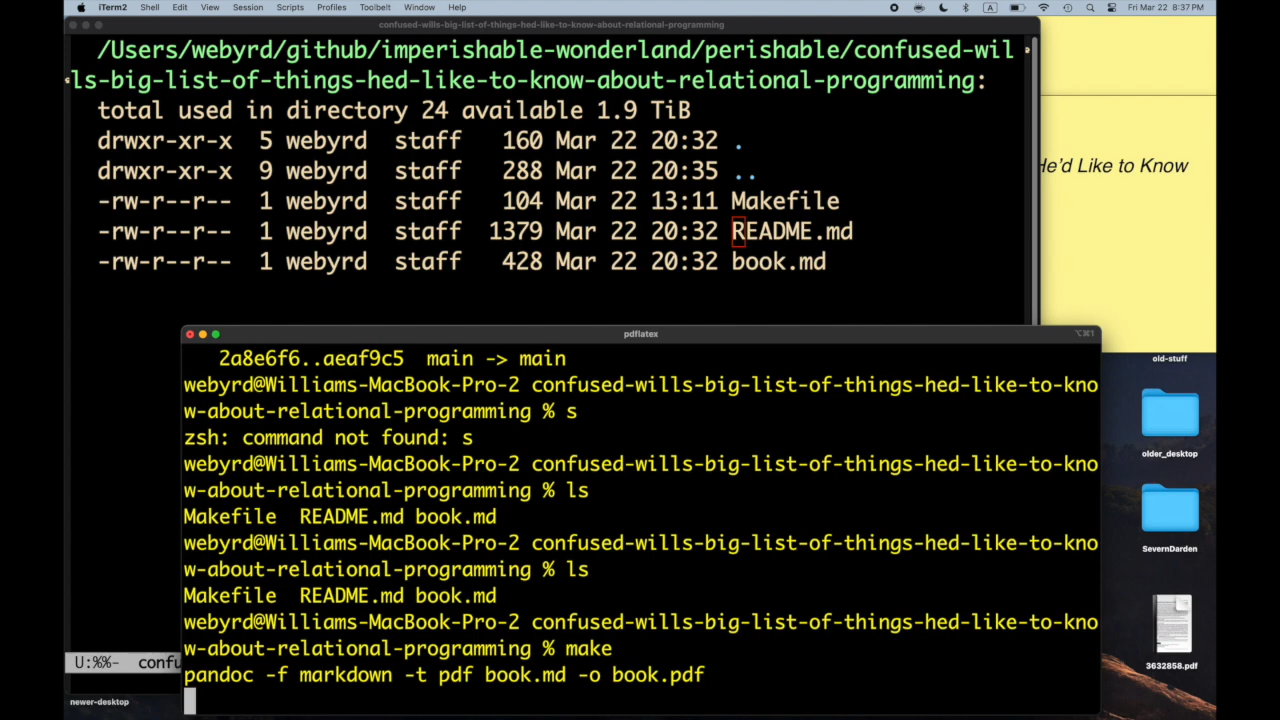 iTerm2 Shell Edit View Session Scripts Profiles Toolbelt Window Help A Fri Mar 22 8:37 PM
confused-wills-big-list-of-things-hed-like-to-know-about-relational-programming
/Users/webyrd/github/imperishable-wonderland/perishable/confused-wil
ls-big-list-of-things-hed-like-to-know-about-relational-programming:
total used in directory 24 available 1.9 TiB
drwxr-xr-x 5 webyrd staff 160 Mar 22 20:32 .
drwxr-xr-x 9 webyrd staff 288 Mar 22 20:35 ..
-rw-r--r-- 1 webyrd staff 104 Mar 22 13:11 Makefile
-rw-r--r-- 1 webyrd staff 1379 Mar 22 20:32 README.md
-rw-r--r-- 1 webyrd staff 428 Mar 22 20:32 book.md
He'd Like to Know
pdflatex
⌥⌘1
2a8e6f6..aeaf9c5 main -> main
webyrd@Williams-MacBook-Pro-2 confused-wills-big-list-of-things-hed-like-to-kno
w-about-relational-programming % s
zsh: command not found: s
webyrd@Williams-MacBook-Pro-2 confused-wills-big-list-of-things-hed-like-to-kno
w-about-relational-programming % ls
Makefile README.md book.md
webyrd@Williams-MacBook-Pro-2 confused-wills-big-list-of-things-hed-like-to-kno
w-about-relational-programming % ls
Makefile README.md book.md
webyrd@Williams-MacBook-Pro-2 confused-wills-big-list-of-things-hed-like-to-kno
w-about-relational-programming % make
pandoc -f markdown -t pdf book.md -o book.pdf
U:%%- confu
newer-desktop
old-stuff
older_desktop
SevernDarden
3632858.pdf